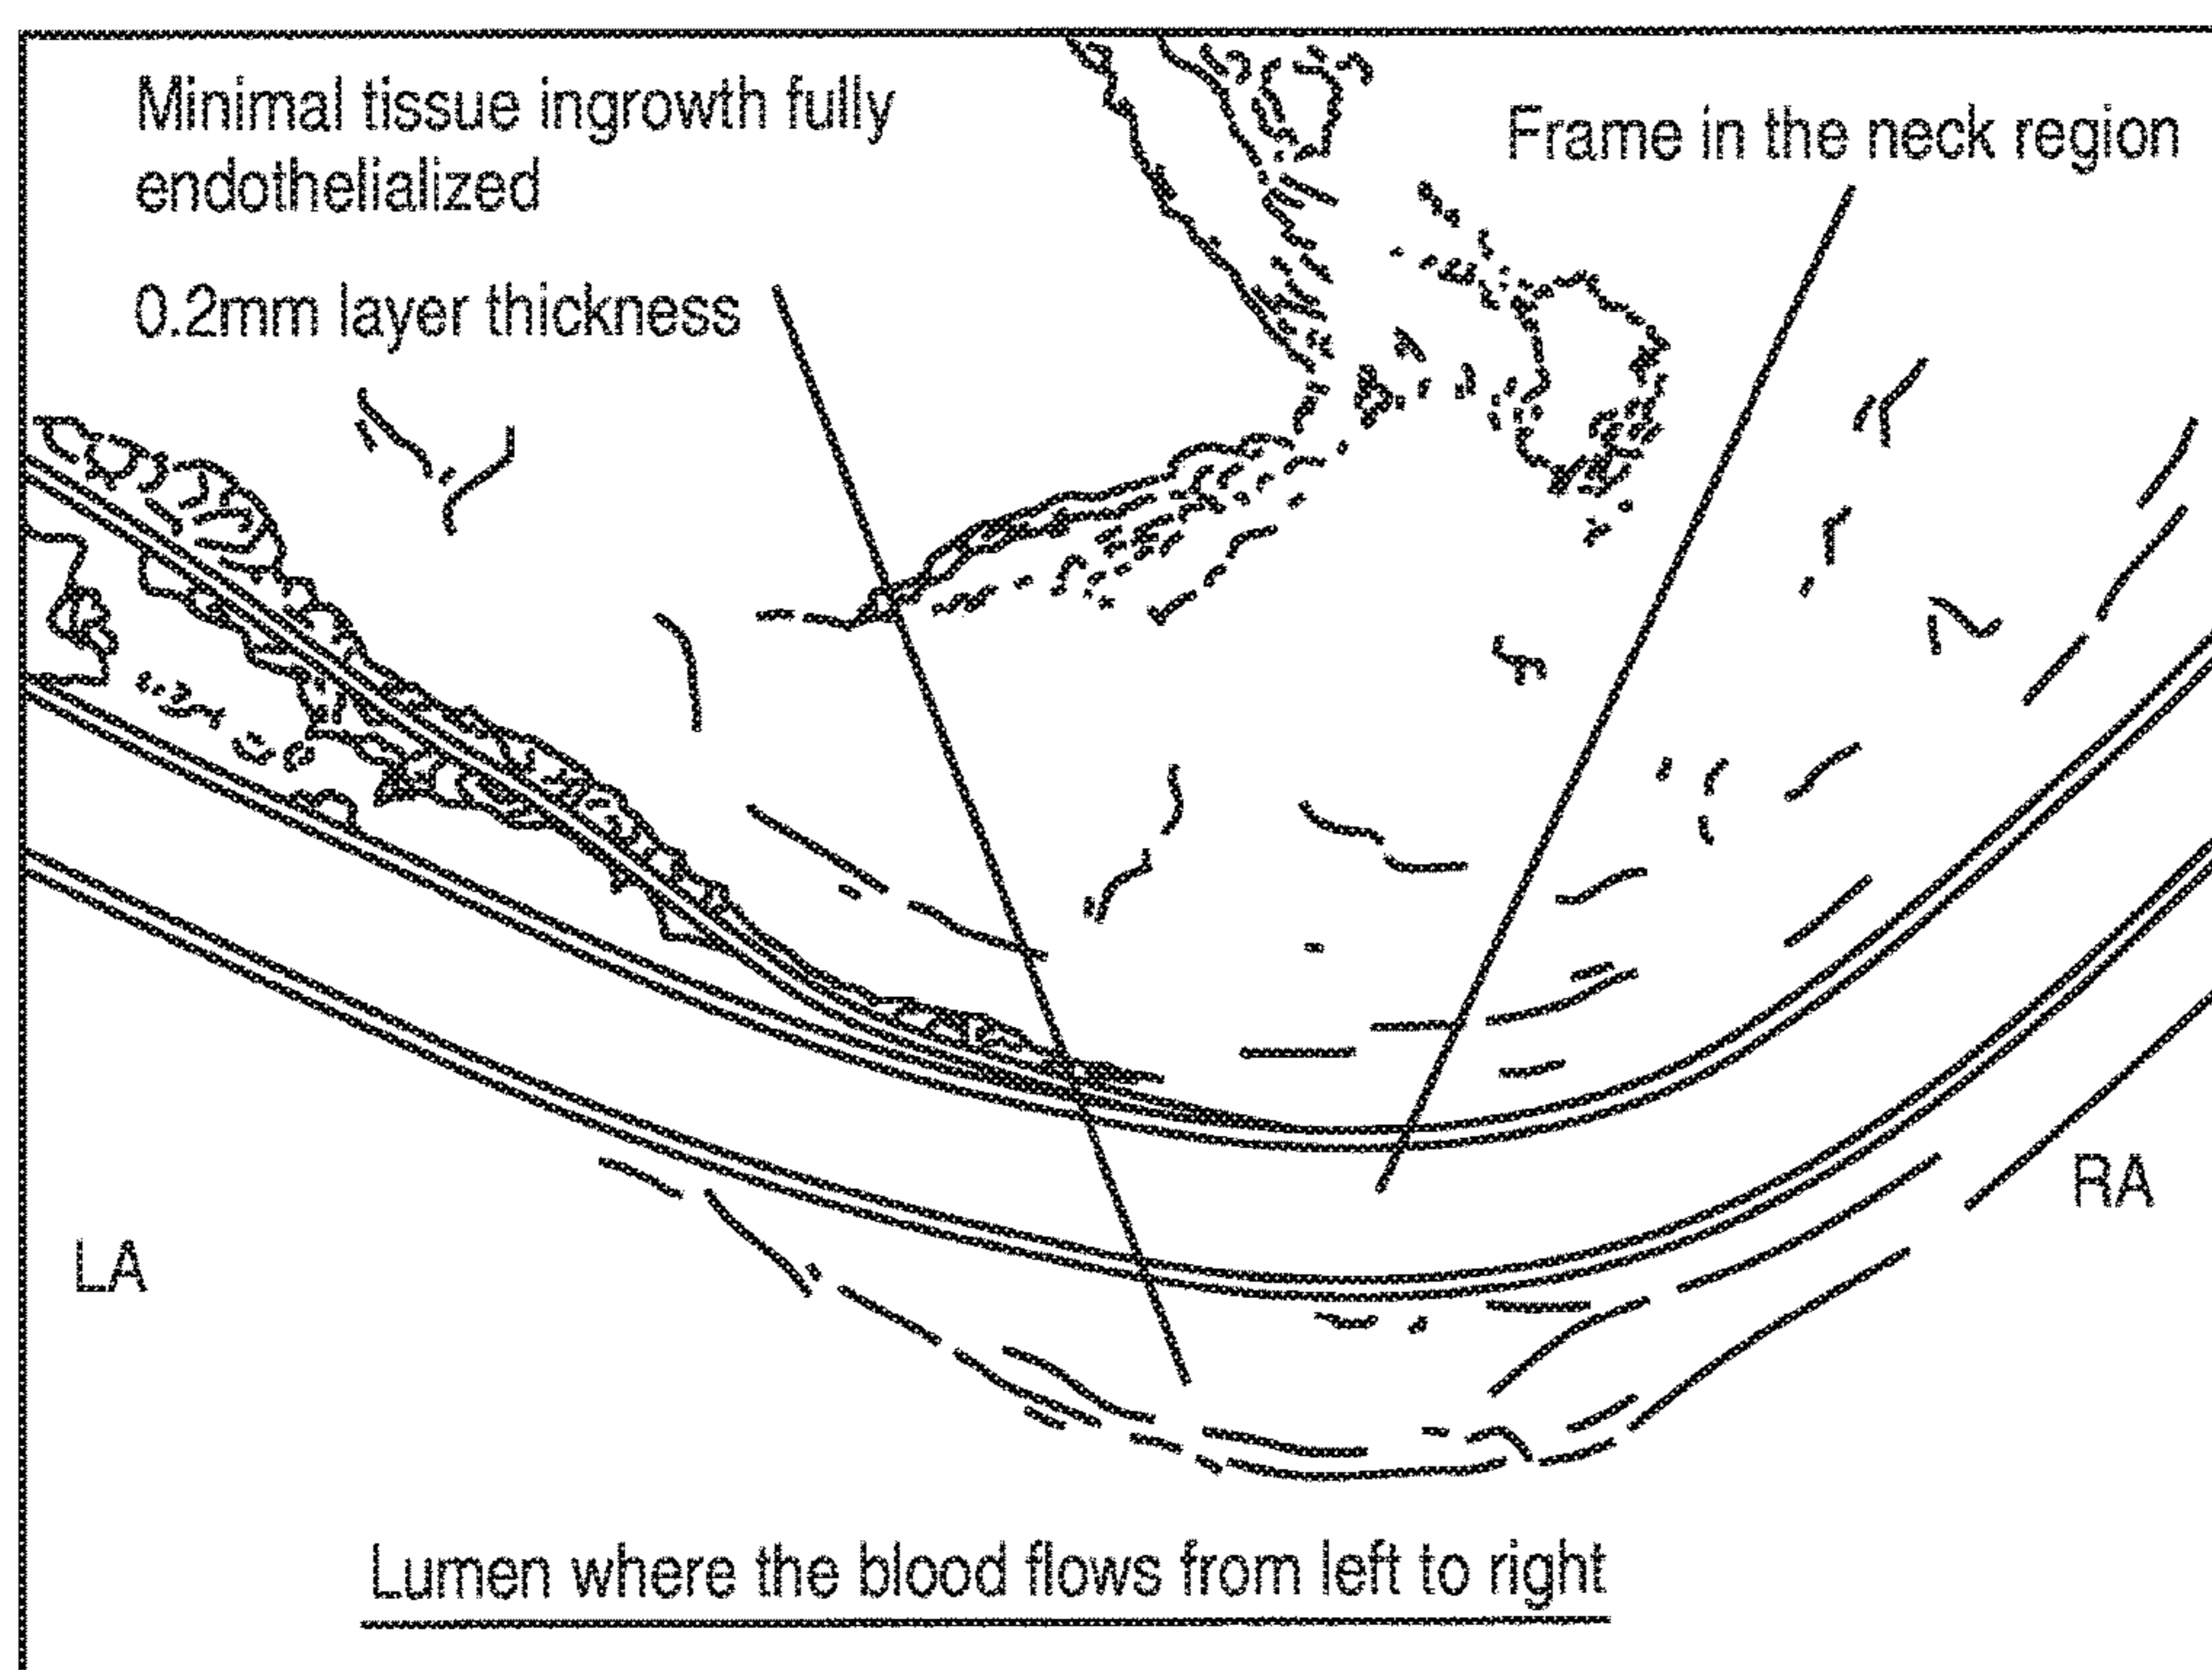 Minimal tissue ingrowth fully
endothelialized
0.2mm layer thickness
Frame in the neck region
RA
LA
Lumen where the blood flows from left to right